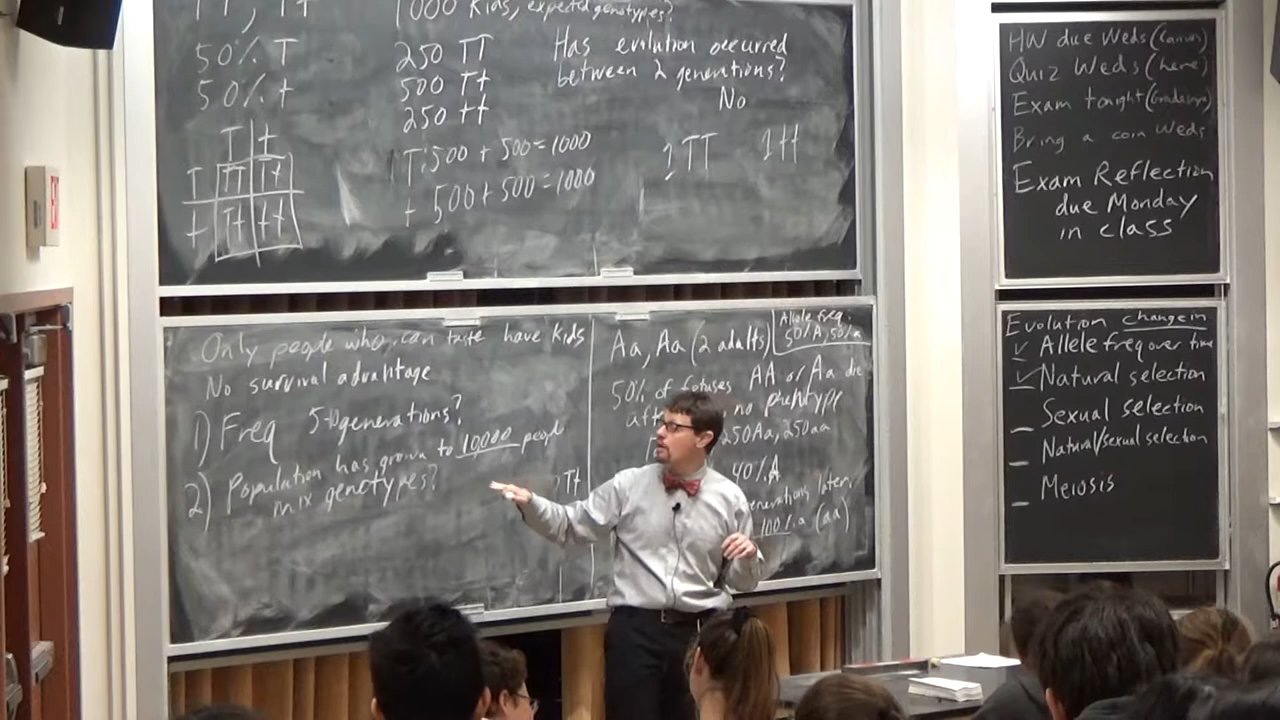 TT, Tt
50% T
50% t
T t
T TT Tt
t Tt tt
1000 kids, expected genotypes?
250 TT
500 Tt
250 tt
T: 500 + 500 = 1000
t 500 + 500 = 1000
Has evolution occurred
between 2 generations?
No
1TT 1tt
Only people who can taste have kids
No survival advantage
1) Freq 5-10 generations?
2) Population has grown to 10000 people
mix genotypes?
Tt
Aa, Aa (2 adults)
Allele freq:
50% A, 50% a
50% of fetuses AA or Aa die
no phentype
250Aa, 250aa
40% A
generations later,
100% a (aa)
HW due Weds (Canvas)
Quiz Weds (here)
Exam tonight (Gradescope)
Bring a coin Weds
Exam Reflection
due Monday
in class
Evolution change in
✓ Allele freq over time
✓ Natural selection
_ Sexual selection
_ Natural/sexual selection
_ Meiosis